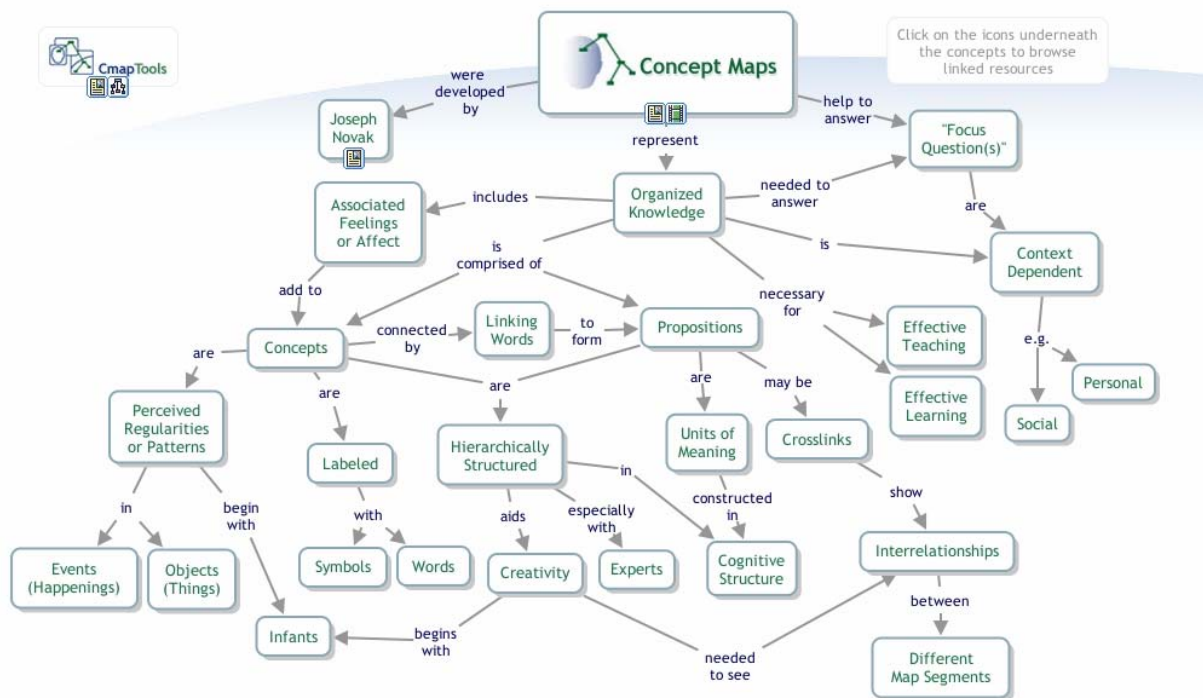 CmapTools
Concept Maps
Click on the icons underneath
the concepts to browse
linked resources
were
developed
by
help to
answer
Joseph
Novak
represent
"Focus
Question(s)"
Associated
Feelings
or Affect
includes
Organized
Knowledge
needed to
answer
are
is
comprised of
is
Context
Dependent
add to
necessary
for
Concepts
connected
by
Linking
Words
to
form
Propositions
Effective
Teaching
e.g.
are
are
are
are
may be
Effective
Learning
Personal
Social
Perceived
Regularities
or Patterns
Labeled
Hierarchically
Structured
Units of
Meaning
Crosslinks
in
begin
with
with
aids
especially
with
in
constructed
in
show
Events
(Happenings)
Objects
(Things)
Symbols
Words
Creativity
Experts
Cognitive
Structure
Interrelationships
Infants
begins
with
needed
to see
between
Different
Map Segments